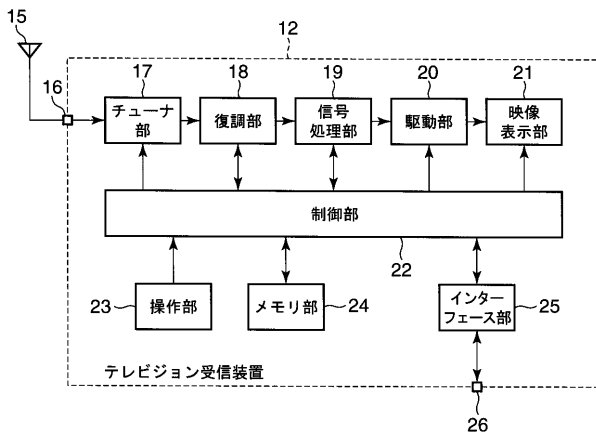 15
12
16
17
18
19
20
21
チューナ
部
復調部
信号
処理部
駆動部
映像
表示部
制御部
22
23
操作部
メモリ部
24
インター
フェース部
25
テレビジョン受信装置
26